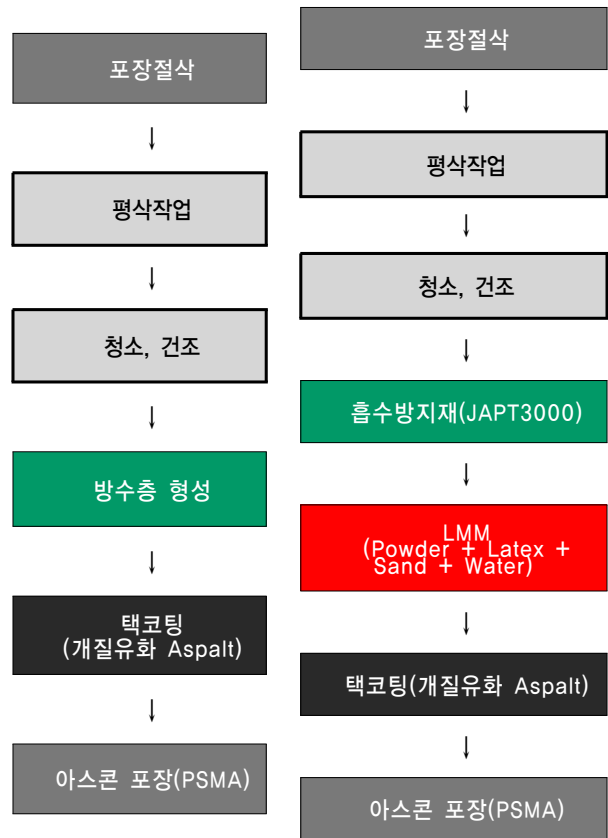 포장절삭
평삭작업
청소, 건조
방수층 형성
택코팅
(개질유화 Aspalt)
아스콘 포장(PSMA)
포장절삭
평삭작업
청소, 건조
흡수방지재(JAPT3000)
LMM
(Powder + Latex +
Sand + Water)
택코팅(개질유화 Aspalt)
아스콘 포장(PSMA)